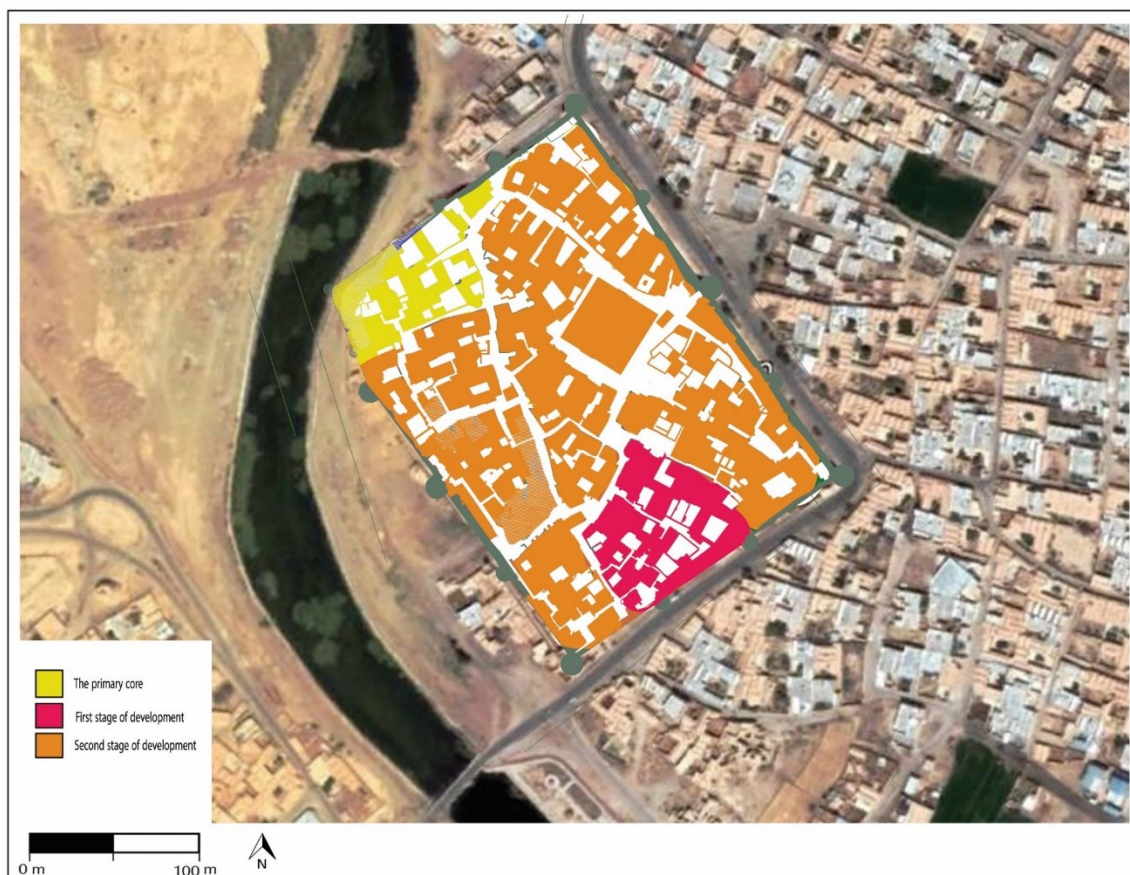 The primary core
First stage of development
Second stage of development
0 m 100 m
N